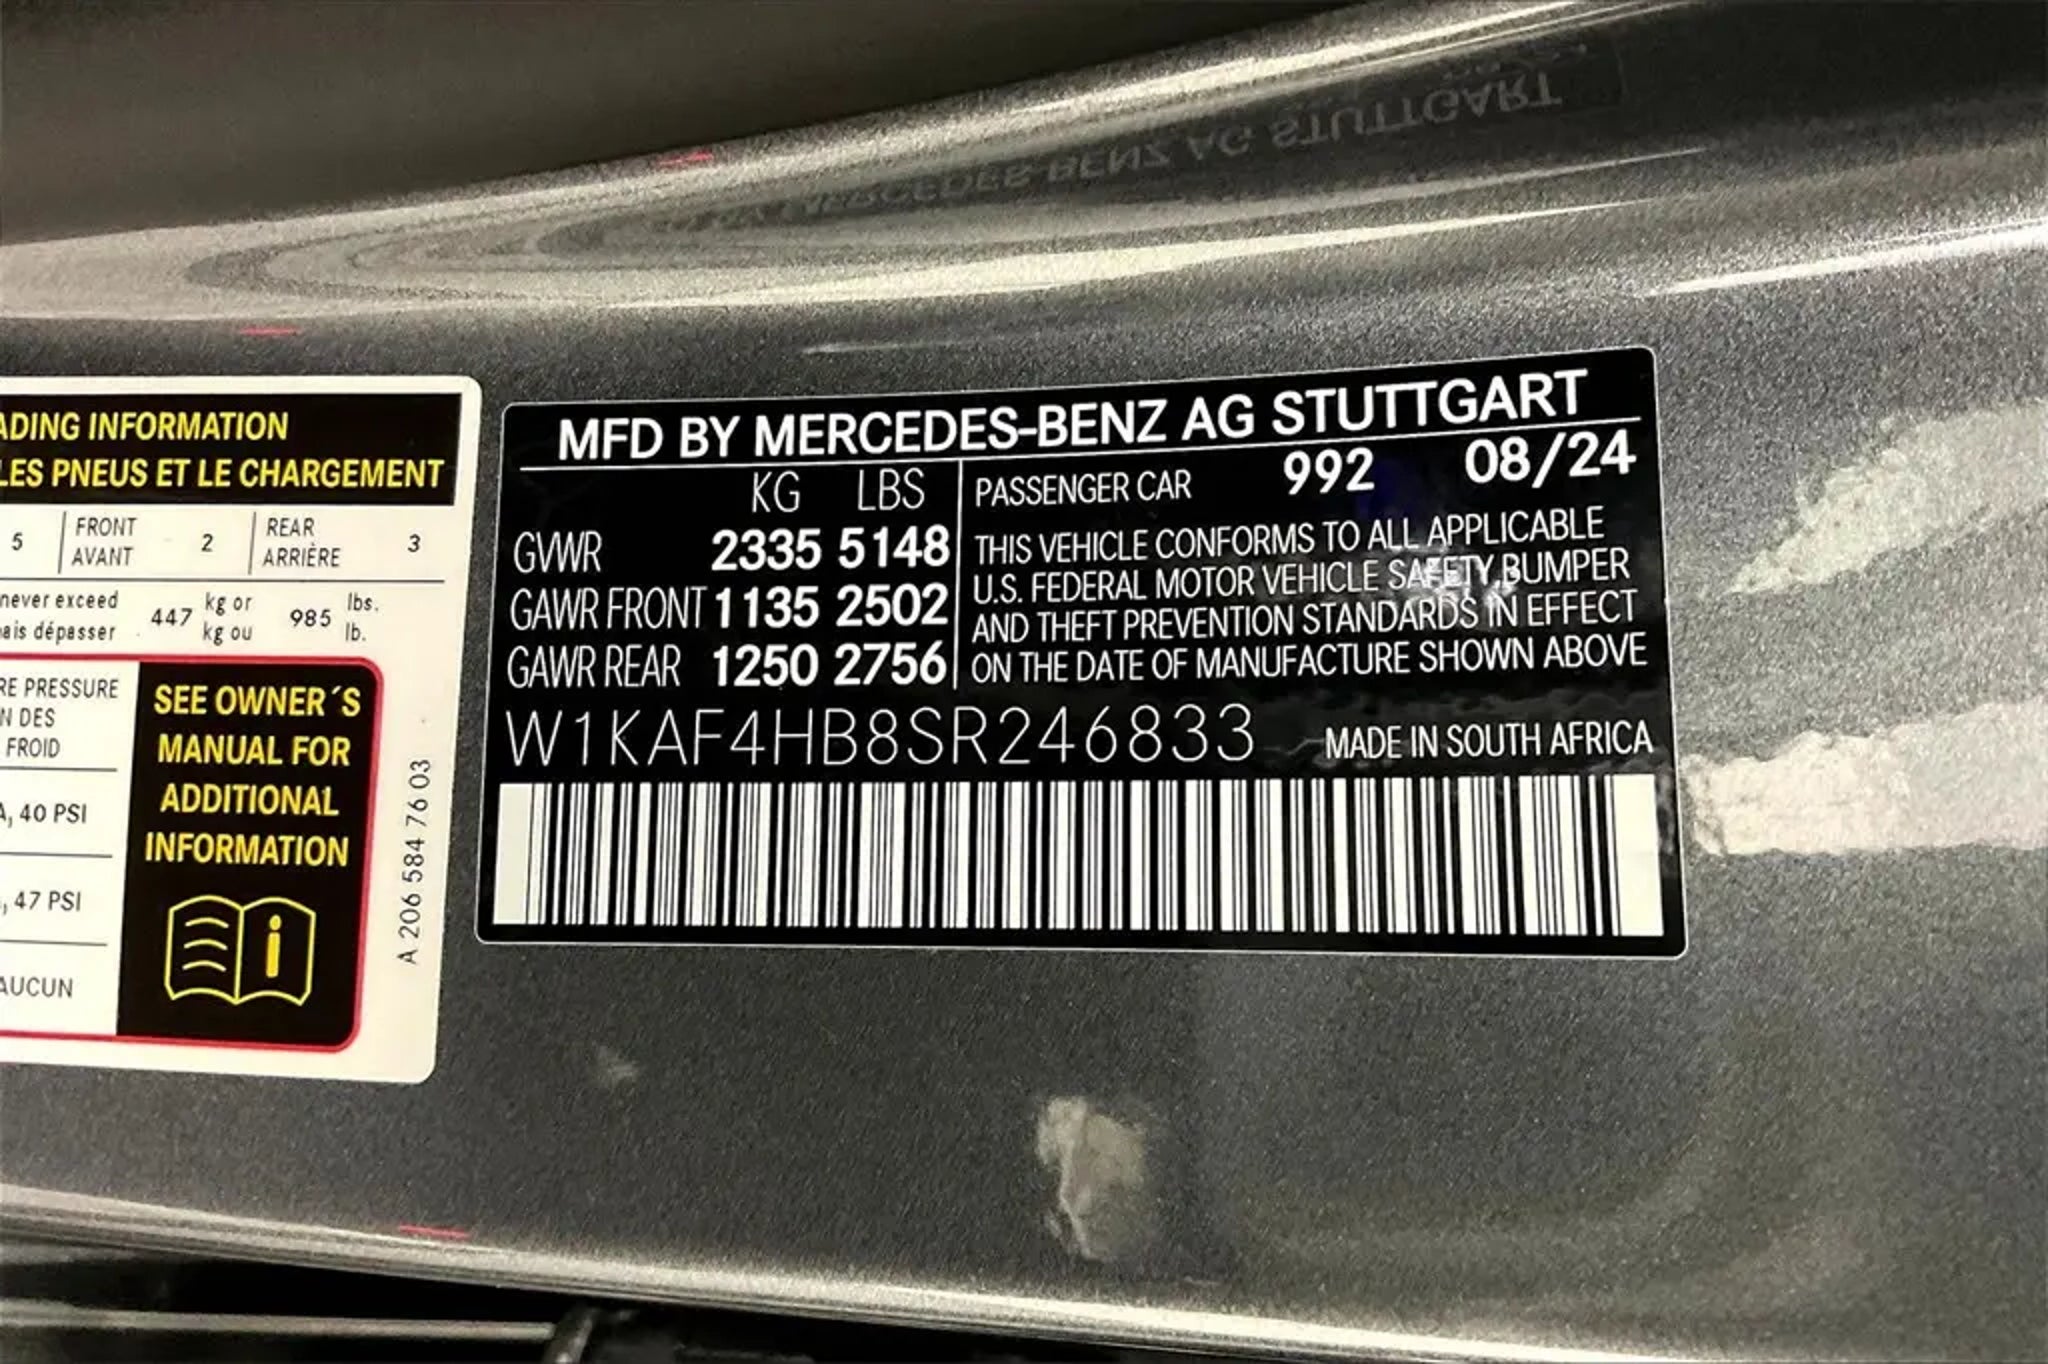 ADING INFORMATION
LES PNEUS ET LE CHARGEMENT
5 FRONT AVANT 2 REAR ARRIÈRE 3
never exceed 447 kg or 985 lbs.
ais dépasser kg ou lb.
RE PRESSURE
N DES
FROID
A, 40 PSI
, 47 PSI
AUCUN
SEE OWNER´S
MANUAL FOR
ADDITIONAL
INFORMATION
i
A 206 584 76 03
MFD BY MERCEDES-BENZ AG STUTTGART
KG LBS
GVWR 2335 5148
GAWR FRONT 1135 2502
GAWR REAR 1250 2756
PASSENGER CAR 992 08/24
THIS VEHICLE CONFORMS TO ALL APPLICABLE
U.S. FEDERAL MOTOR VEHICLE SAFETY, BUMPER
AND THEFT PREVENTION STANDARDS IN EFFECT
ON THE DATE OF MANUFACTURE SHOWN ABOVE
W1KAF4HB8SR246833 MADE IN SOUTH AFRICA